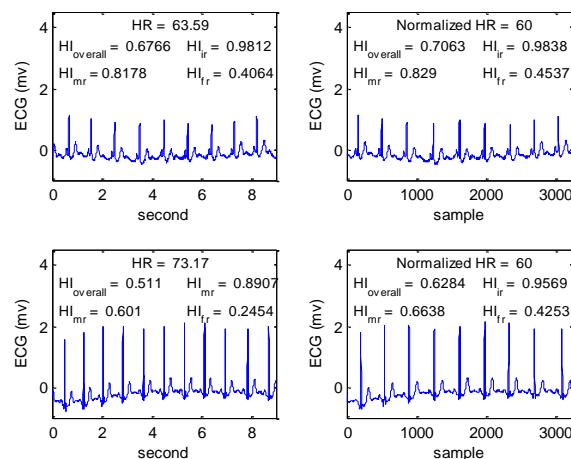 HR = 63.59
HI_overall = 0.6766 HI_ir = 0.9812
HI_mr = 0.8178 HI_fr = 0.4064
ECG (mv)
4
2
0
0 2 4 6 8
second
Normalized HR = 60
HI_overall = 0.7063 HI_ir = 0.9838
HI_mr = 0.829 HI_fr = 0.4537
ECG (mv)
4
2
0
0 1000 2000 3000
sample
HR = 73.17
HI_overall = 0.511 HI_mr = 0.8907
HI_mr = 0.601 HI_fr = 0.2454
ECG (mv)
4
2
0
0 2 4 6 8
second
Normalized HR = 60
HI_overall = 0.6284 HI_ir = 0.9569
HI_mr = 0.6638 HI_fr = 0.4253
ECG (mv)
4
2
0
0 1000 2000 3000
sample